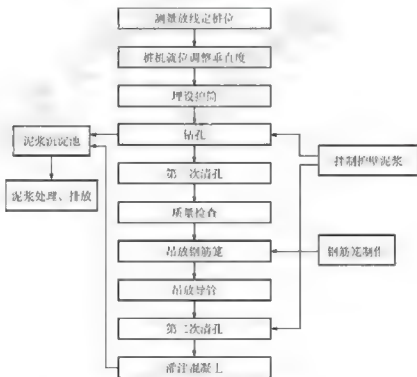 测量放线定桩位
桩机就位调整垂直度
埋设护筒
钻孔
泥浆沉淀池
拌制护壁泥浆
第一次清孔
泥浆处理、排放
质量检查
吊放钢筋笼
钢筋笼制作
吊放导管
第二次清孔
灌注混凝土